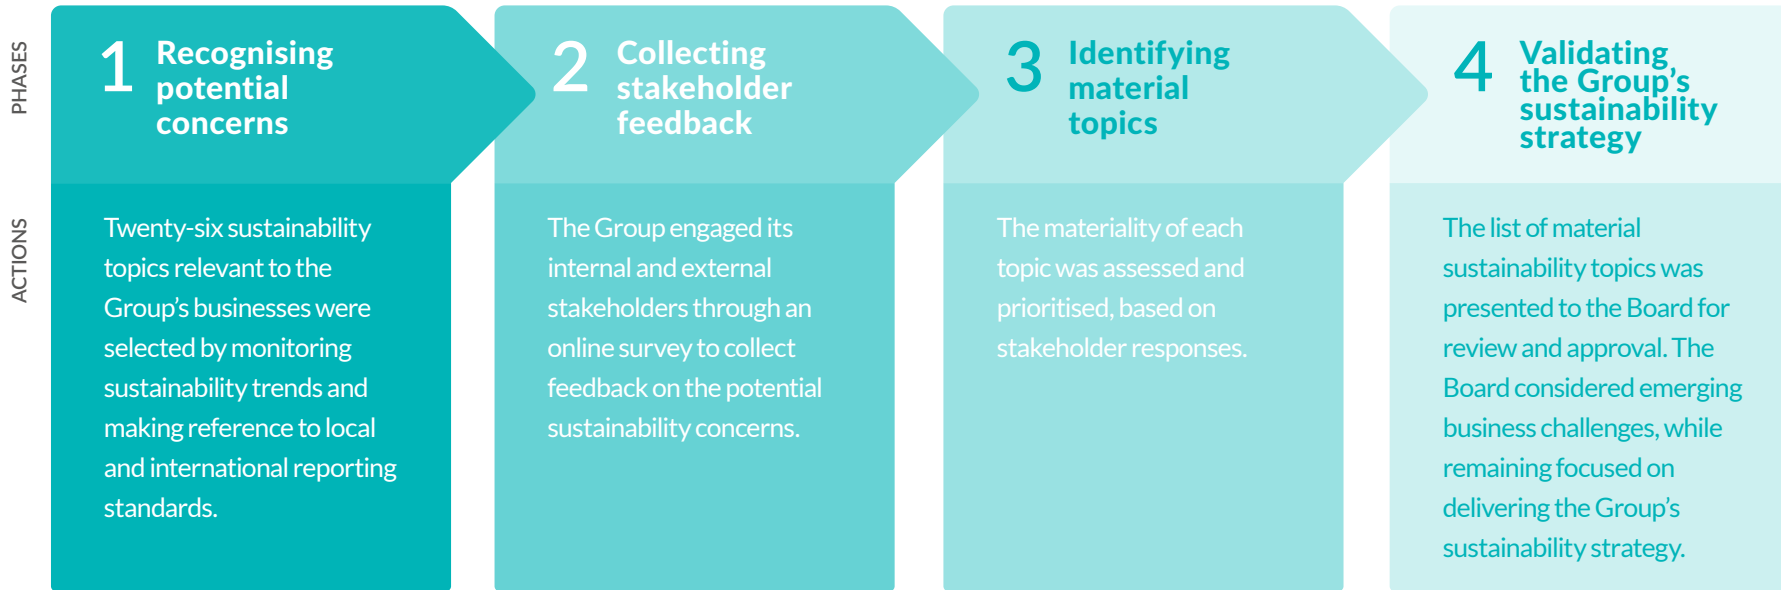 PHASES
1 Recognising
potential
concerns
2 Collecting
stakeholder
feedback
3 Identifying
material
topics
4 Validating
the Group's
sustainability
strategy
ACTIONS
Twenty-six sustainability
topics relevant to the
Group's businesses were
selected by monitoring
sustainability trends and
making reference to local
and international reporting
standards.
The Group engaged its
internal and external
stakeholders through an
online survey to collect
feedback on the potential
sustainability concerns.
The materiality of each
topic was assessed and
prioritised, based on
stakeholder responses.
The list of material
sustainability topics was
presented to the Board for
review and approval. The
Board considered emerging
business challenges, while
remaining focused on
delivering the Group's
sustainability strategy.